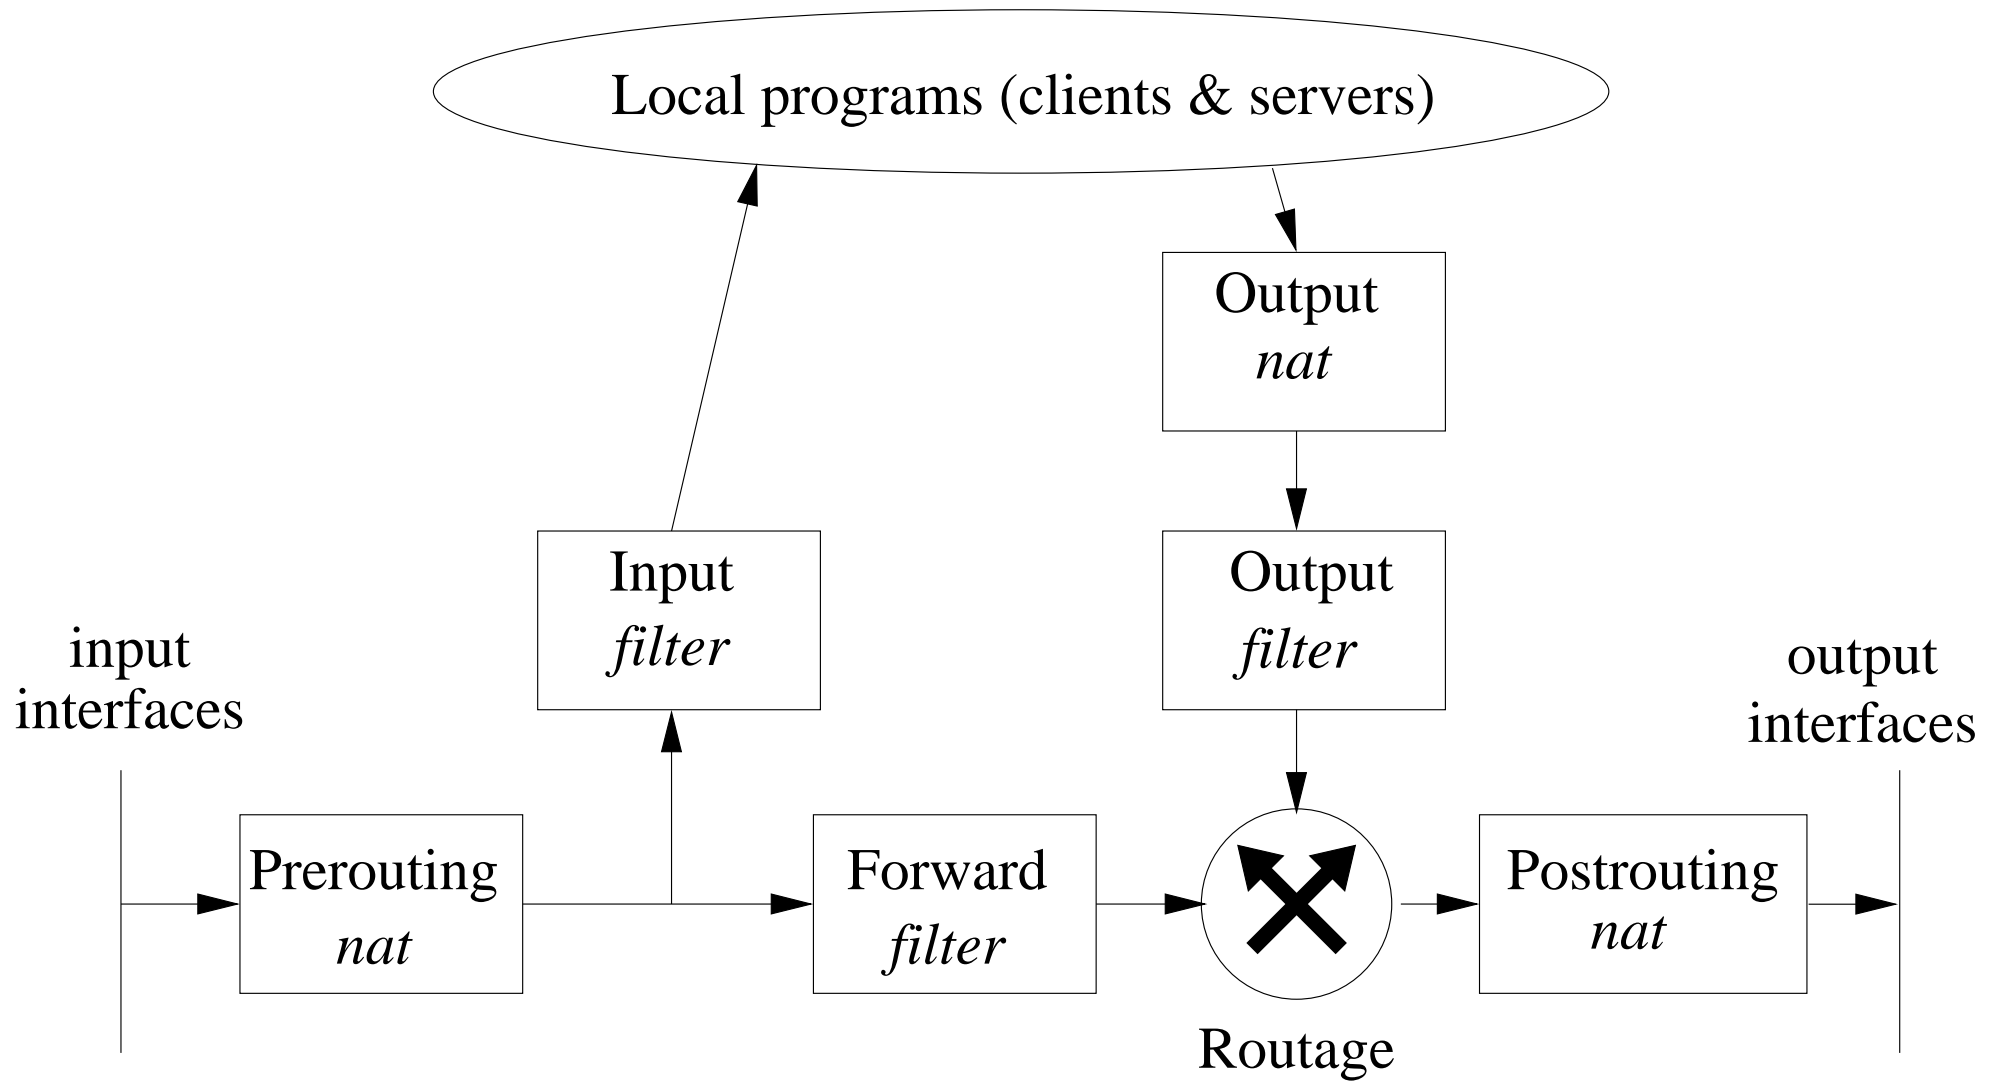 Local programs (clients & servers)
Output
nat
Input
filter
Output
filter
input
interfaces
output
interfaces
Prerouting
nat
Forward
filter
Postrouting
nat
Routage